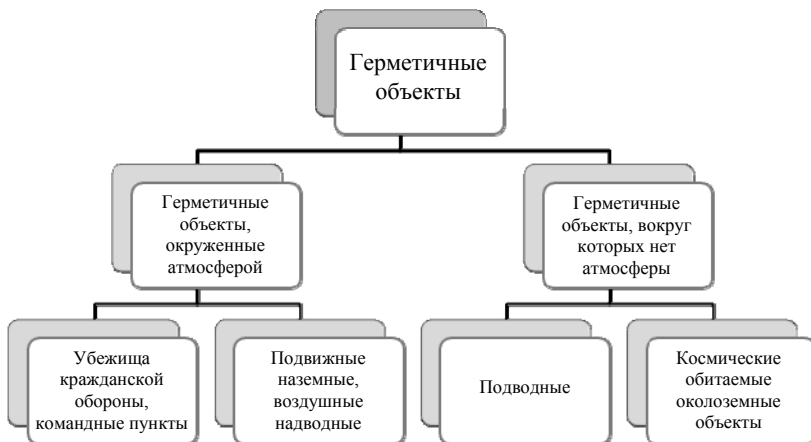 Герметичные
объекты
Герметичные
объекты,
окруженные
атмосферой
Герметичные
объекты, вокруг
которых нет
атмосферы
Убежища
кражданской
обороны,
командные пункты
Подвижные
наземные,
воздушные
надводные
Подводные
Космические
обитаемые
околоземные
объекты